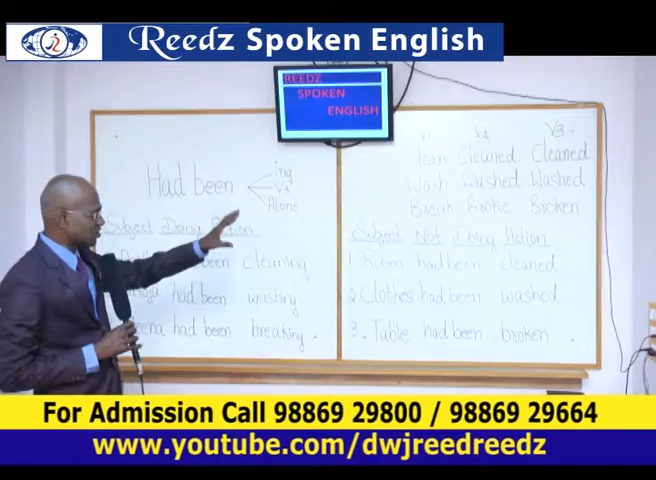 Reedz Spoken English
REEDZ
SPOKEN
ENGLISH
Had been
Ing
V3
Alone
Subject Doing Action
had been cleaning
had been washing
had been breaking.
V2 V3
Cleaned Cleaned
Wash Washed Washed
Break Broke Broken
Subject Not Doing Action
1 Room had been cleaned
2 Clothes had been washed
3. Table had been broken.
For Admission Call 98869 29800 / 98869 29664
www.youtube.com/dwjreedreedz